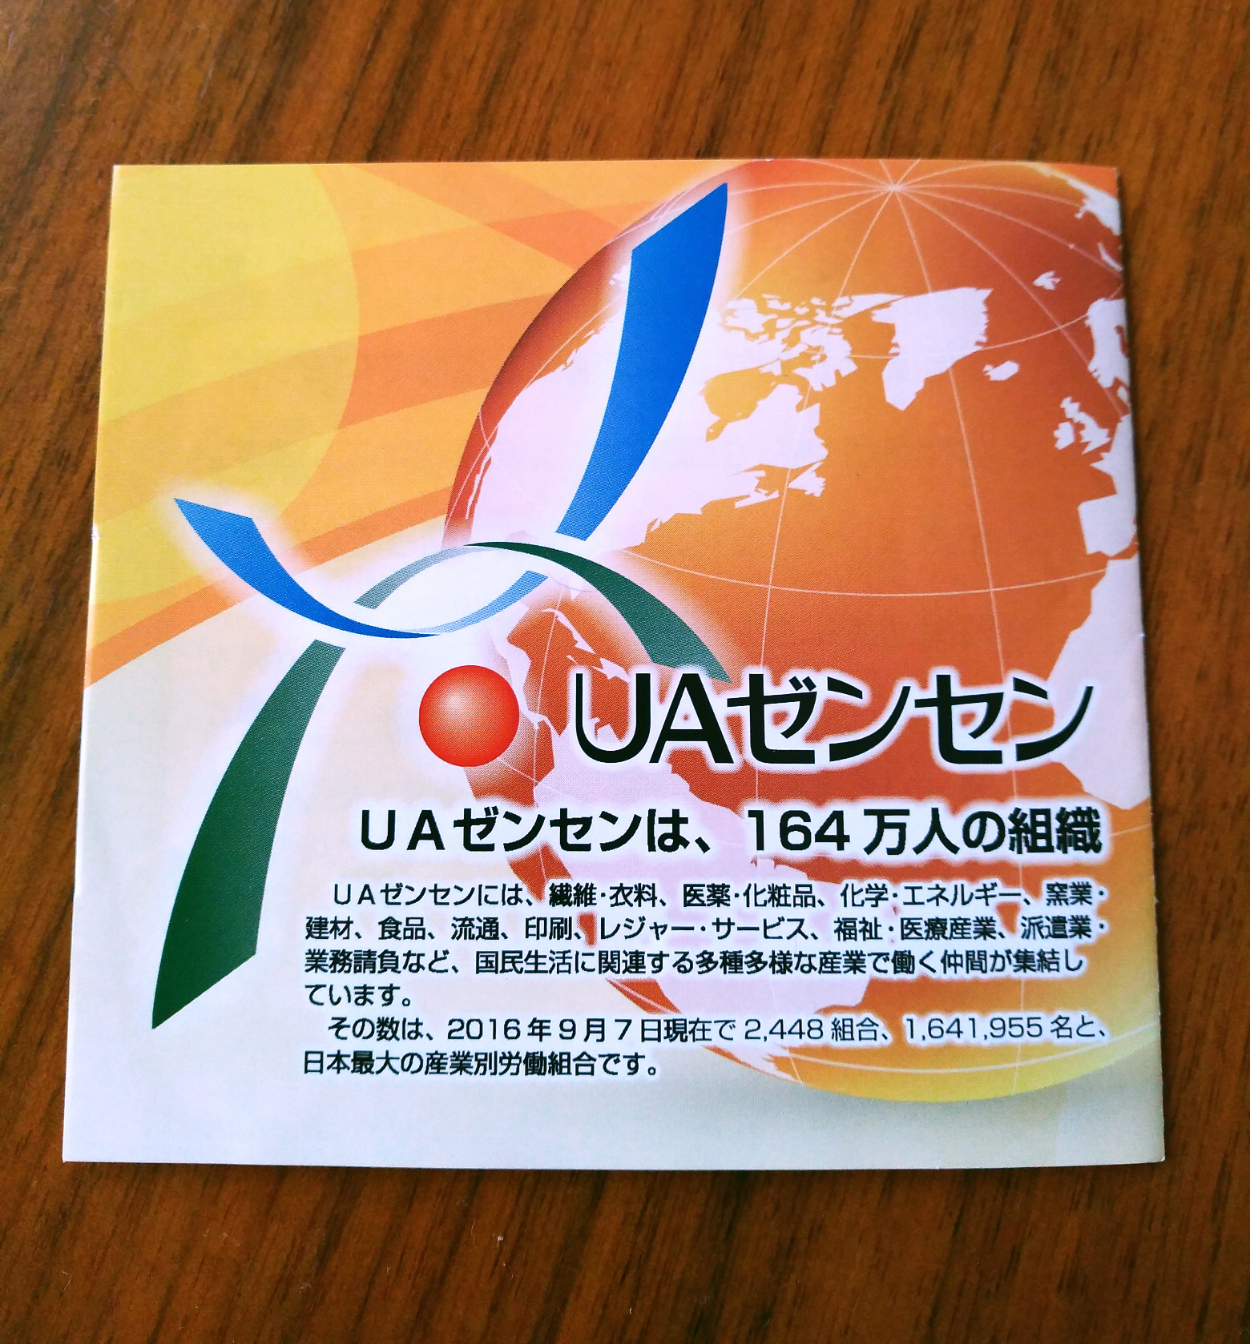 UAゼンセン
UAゼンセンは、164万人の組織
UAゼンセンには、繊維・衣料、医薬・化粧品、化学・エネルギー、窯業・
建材、食品、流通、印刷、レジャー・サービス、福祉・医療産業、派遣業・
業務請負など、国民生活に関連する多種多様な産業で働く仲間が集結し
ています。
その数は、2016年9月7日現在で2,448組合、1,641,955名と、
日本最大の産業別労働組合です。